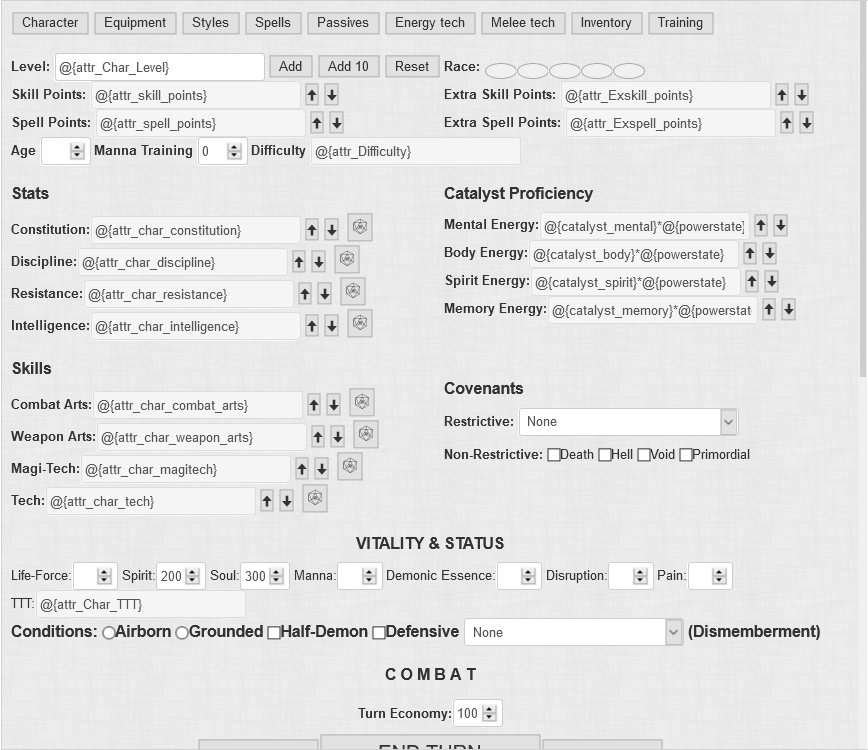 Character Equipment Styles Spells Passives Energy tech Melee tech Inventory Training
Level: @{attr_Char_Level} Add Add 10 Reset Race:
Skill Points: @{attr_skill_points} Extra Skill Points: @{attr_Exskill_points}
Spell Points: @{attr_spell_points} Extra Spell Points: @{attr_Exspell_points}
Age Manna Training 0 Difficulty @{attr_Difficulty}
Stats
Constitution: @{attr_char_constitution}
Discipline: @{attr_char_discipline}
Resistance: @{attr_char_resistance}
Intelligence: @{attr_char_intelligence}
Catalyst Proficiency
Mental Energy: @{catalyst_mental}*@{powerstate}
Body Energy: @{catalyst_body}*@{powerstate}
Spirit Energy: @{catalyst_spirit}*@{powerstate}
Memory Energy: @{catalyst_memory}*@{powerstat
Skills
Combat Arts: @{attr_char_combat_arts}
Weapon Arts: @{attr_char_weapon_arts}
Magi-Tech: @{attr_char_magitech}
Tech: @{attr_char_tech}
Covenants
Restrictive: None
Non-Restrictive: Death Hell Void Primordial
VITALITY & STATUS
Life-Force: Spirit: 200 Soul: 300 Manna: Demonic Essence: Disruption: Pain:
TTT: @{attr_Char_TTT}
Conditions: Airborn Grounded Half-Demon Defensive None (Dismemberment)
COMBAT
Turn Economy: 100
END TURN